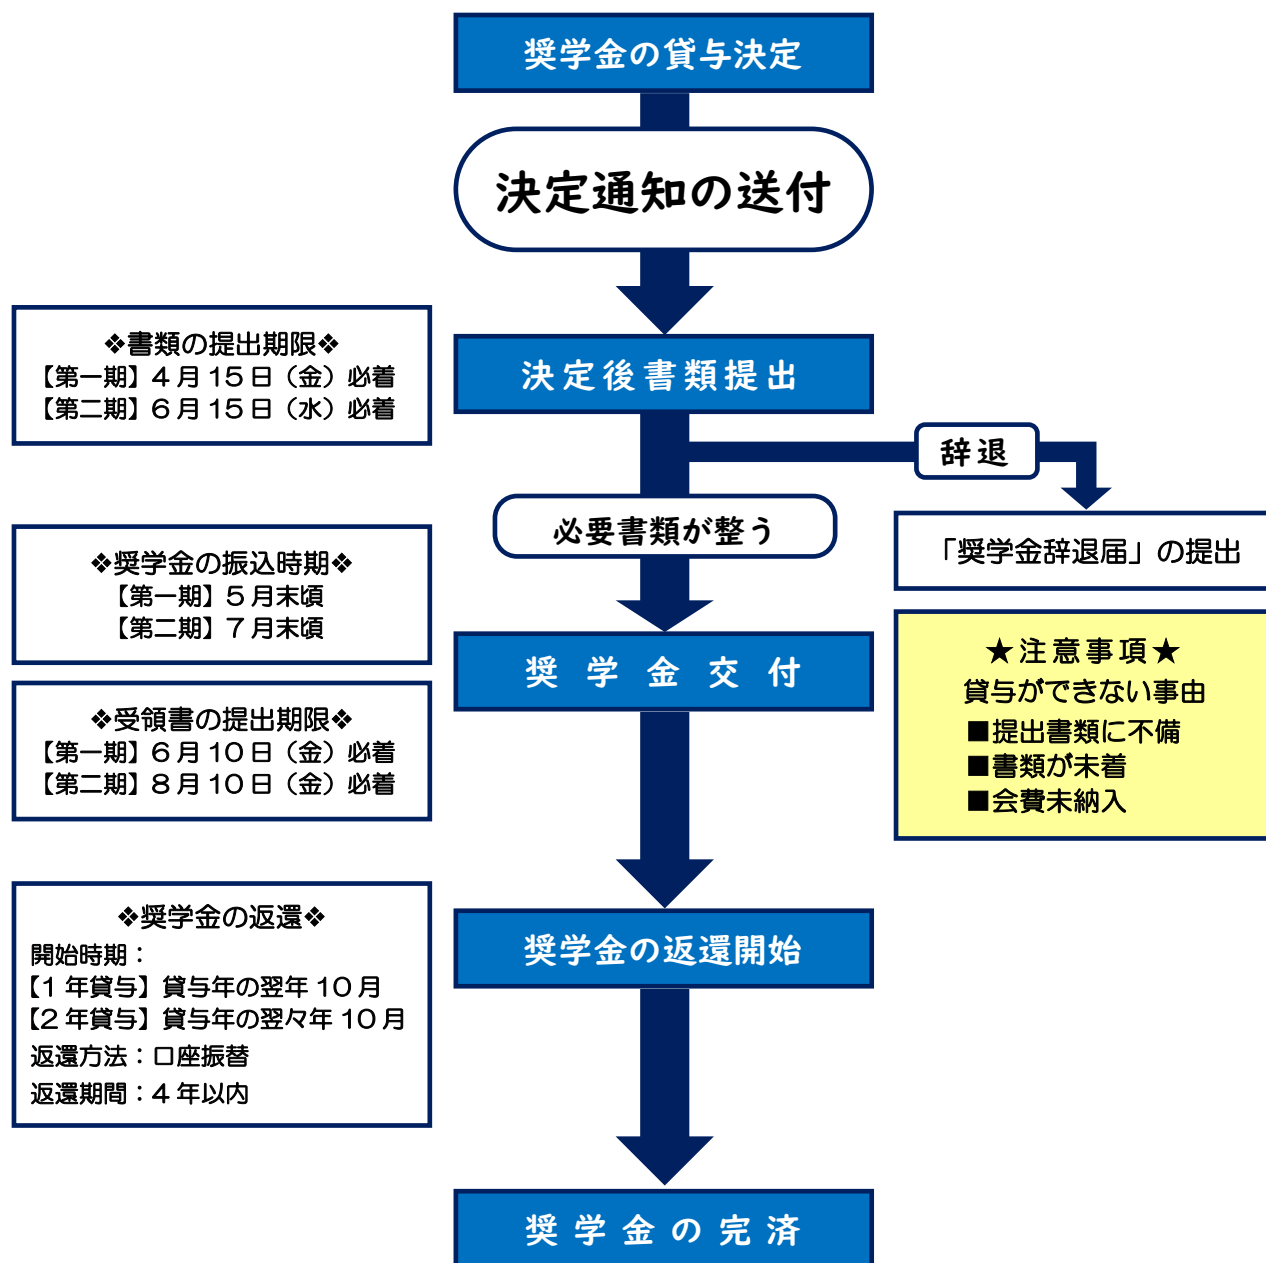 奨学金の貸与決定
決定通知の送付
❖書類の提出期限❖
【第一期】4月15日（金）必着
【第二期】6月15日（水）必着
決定後書類提出
辞退
必要書類が整う
「奨学金辞退届」の提出
❖奨学金の振込時期❖
【第一期】5月末頃
【第二期】7月末頃
奨学金交付
★注意事項★
貸与ができない事由
■提出書類に不備
■書類が未着
■会費未納入
❖受領書の提出期限❖
【第一期】6月10日（金）必着
【第二期】8月10日（金）必着
❖奨学金の返還❖
開始時期：
【1年貸与】貸与年の翌年10月
【2年貸与】貸与年の翌々年10月
返還方法：口座振替
返還期間：4年以内
奨学金の返還開始
奨学金の完済